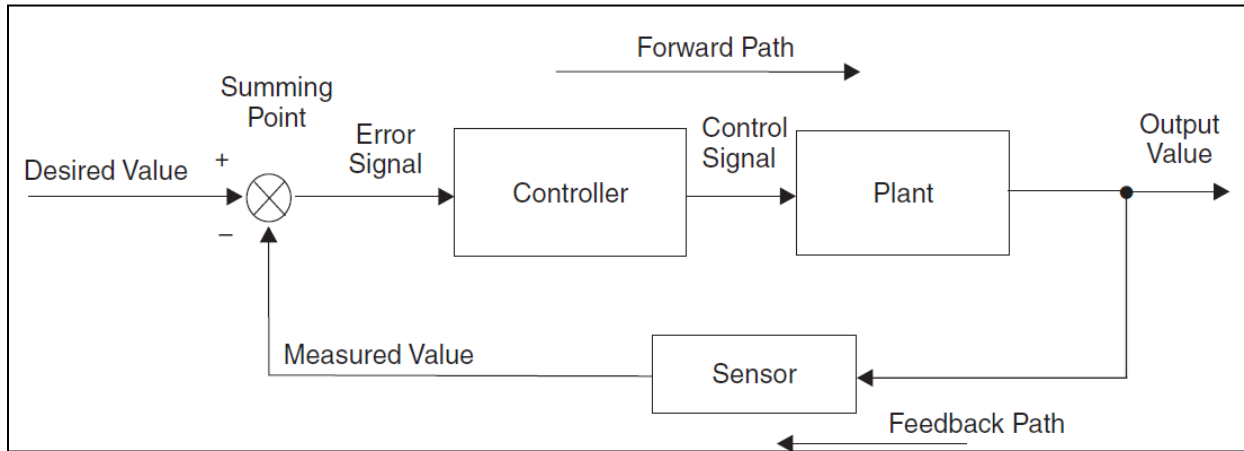 Forward Path
Summing
Point
Error
Signal
Control
Signal
Output
Value
Desired Value
+
Controller
Plant
−
Measured Value
Sensor
Feedback Path